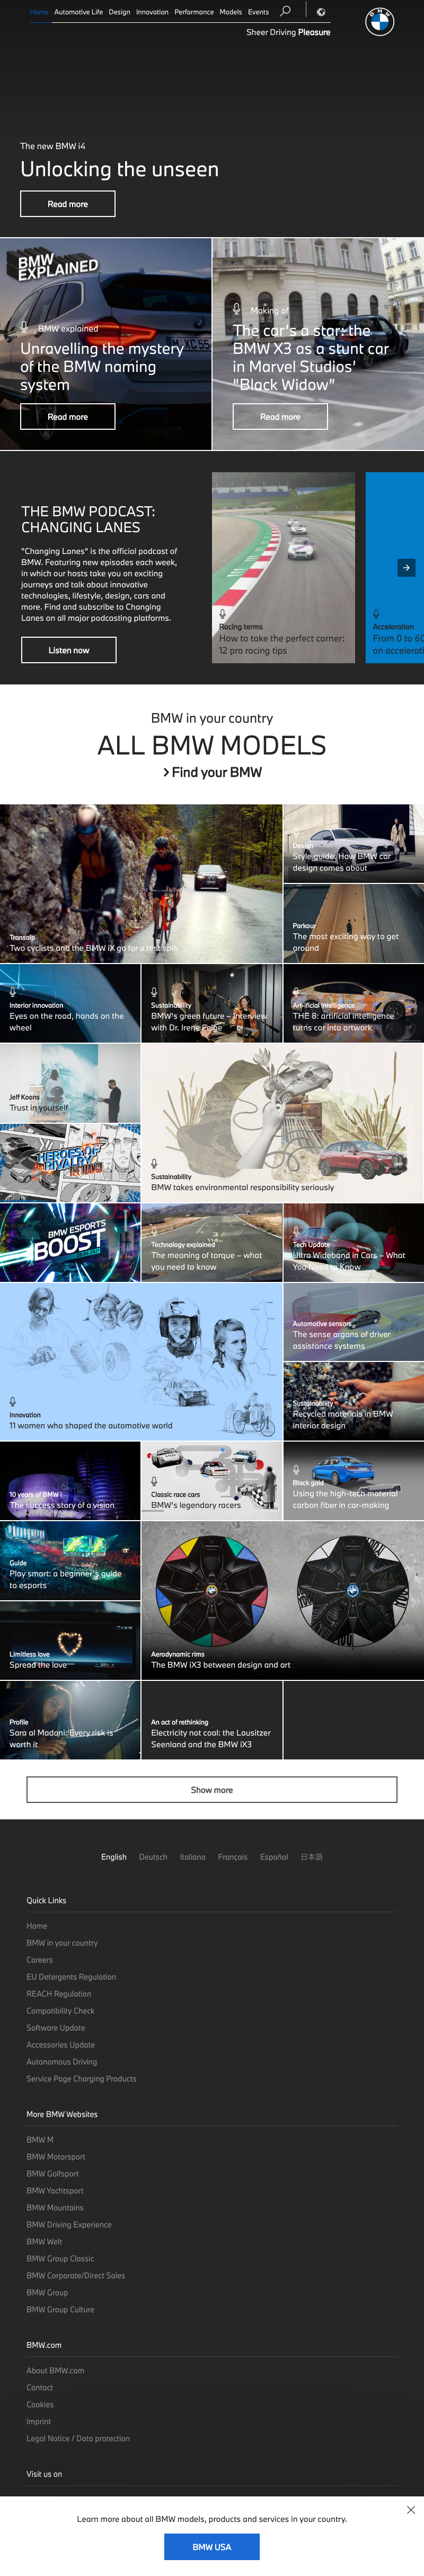 Home Automotive Life Design Innovation Performance Models Events
Sheer Driving Pleasure
BMW
The new BMW i4
Unlocking the unseen
Read more
BMW
EXPLAINED
BMW explained
Unravelling the mystery
of the BMW naming
system
Read more
Making of
The car's a star: the
BMW X3 as a stunt car
in Marvel Studios'
"Black Widow"
Read more
THE BMW PODCAST:
CHANGING LANES
"Changing Lanes" is the official podcast of
BMW. Featuring new episodes each week,
in which our hosts take you on exciting
journeys and talk about innovative
technologies, lifestyle, design, cars and
more. Find and subscribe to Changing
Lanes on all major podcasting platforms.
Listen now
Racing terms
How to take the perfect corner:
12 pro racing tips
Acceleration
From 0 to 60
an accelerati
BMW in your country
ALL BMW MODELS
Find your BMW
Transalp
Two cyclists and the BMW iX go for a test spin
Design
Style guide: How BMW car
design comes about
Parkour
The most exciting way to get
around
Interior innovation
Eyes on the road, hands on the
wheel
Sustainability
BMW's green future – interview
with Dr. Irene Feige
Artificial Intelligence
THE 8: artificial intelligence
turns car into artwork
Jeff Koons
Trust in yourself
HEROES OF
RIVALRY
Sustainability
BMW takes environmental responsibility seriously
BMW ESPORTS
BOOST
Technology explained
The meaning of torque – what
you need to know
Tech Update
Ultra Wideband in Cars – What
You Need to Know
Innovation
11 women who shaped the automotive world
Automotive sensors
The sense organs of driver
assistance systems
Sustainability
Recycled materials in BMW
interior design
10 years of BMW i
The success story of a vision
Classic race cars
BMW's legendary racers
Black gold
Using the high-tech material
carbon fiber in car-making
Guide
Play smart: a beginner's guide
to esports
Limitless love
Spread the love
Aerodynamic rims
The BMW iX3 between design and art
Profile
Sara al Madani: Every risk is
worth it
An act of rethinking
Electricity not coal: the Lausitzer
Seenland and the BMW iX3
Show more
English Deutsch Italiano Français Español 日本語
Quick Links
Home
BMW in your country
Careers
EU Detergents Regulation
REACH Regulation
Compatibility Check
Software Update
Accessories Update
Autonomous Driving
Service Page Charging Products
More BMW Websites
BMW M
BMW Motorsport
BMW Golfsport
BMW Yachtsport
BMW Mountains
BMW Driving Experience
BMW Welt
BMW Group Classic
BMW Corporate/Direct Sales
BMW Group
BMW Group Culture
BMW.com
About BMW.com
Contact
Cookies
Imprint
Legal Notice / Data protection
Visit us on
Learn more about all BMW models, products and services in your country.
BMW USA